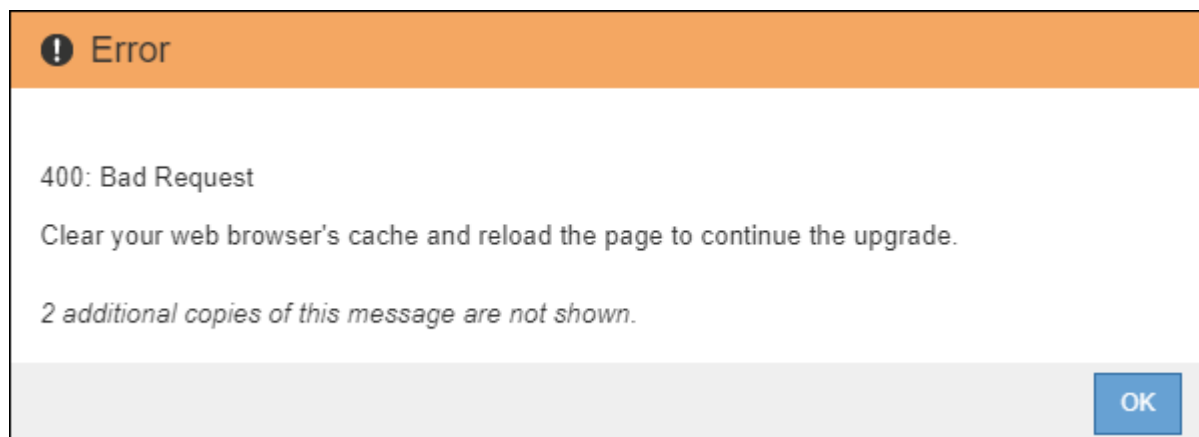 Error
400: Bad Request
Clear your web browser's cache and reload the page to continue the upgrade.
2 additional copies of this message are not shown.
OK